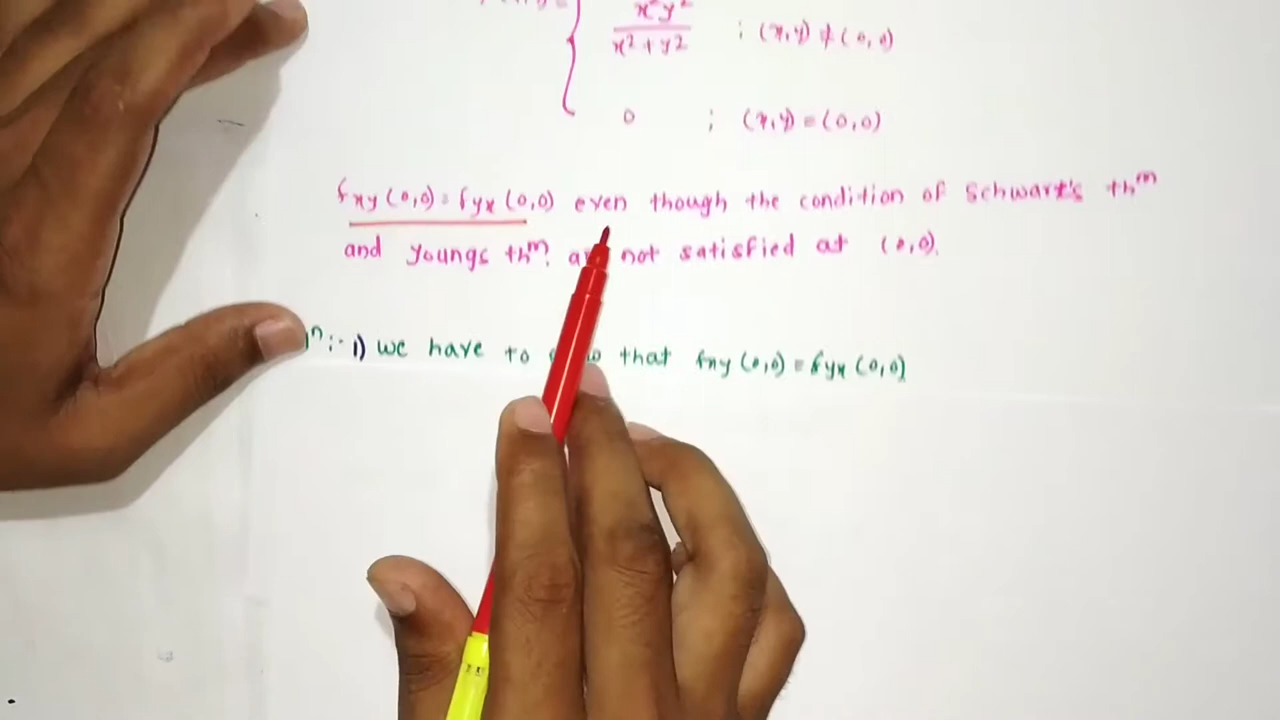 x²y²
x² + y² ; (x,y) ≠ (0,0)
0 ; (x,y) = (0,0)
fxy (0,0) = fyx (0,0) even though the condition of Schwart's thm
and Youngs thm. not satisfied at (0,0).
:- 1) We have to that fxy (0,0) = fyx (0,0)